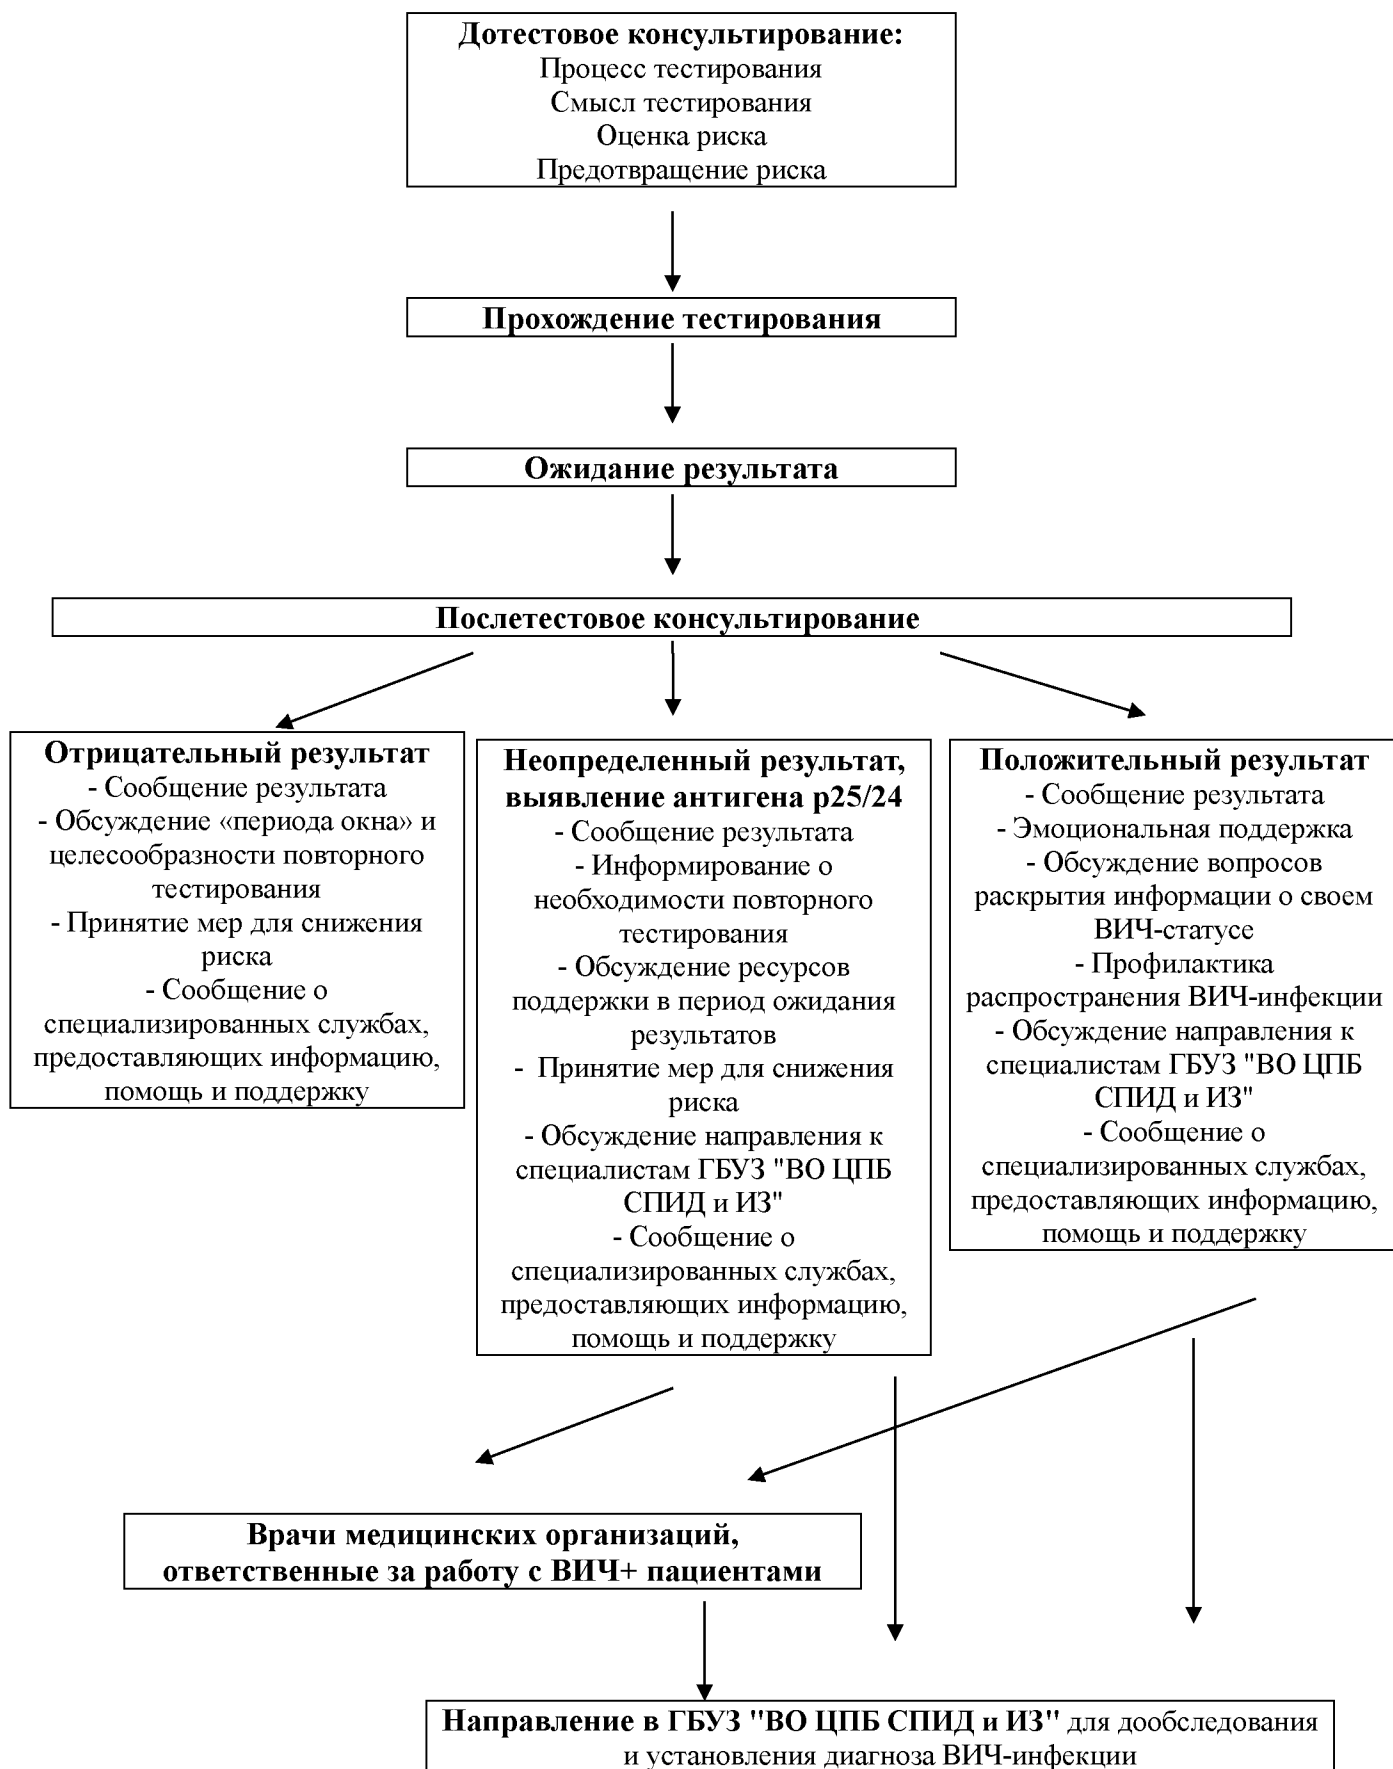 Дотестовое консультирование:
Процесс тестирования
Смысл тестирования
Оценка риска
Предотвращение риска
Прохождение тестирования
Ожидание результата
Послетестовое консультирование
Отрицательный результат
- Сообщение результата
- Обсуждение «периода окна» и
целесообразности повторного
тестирования
- Принятие мер для снижения
риска
- Сообщение о
специализированных службах,
предоставляющих информацию,
помощь и поддержку
Неопределенный результат,
выявление антигена p25/24
- Сообщение результата
- Информирование о
необходимости повторного
тестирования
- Обсуждение ресурсов
поддержки в период ожидания
результатов
- Принятие мер для снижения
риска
- Обсуждение направления к
специалистам ГБУЗ "ВО ЦПБ
СПИД и ИЗ"
- Сообщение о
специализированных службах,
предоставляющих информацию,
помощь и поддержку
Положительный результат
- Сообщение результата
- Эмоциональная поддержка
- Обсуждение вопросов
раскрытия информации о своем
ВИЧ-статусе
- Профилактика
распространения ВИЧ-инфекции
- Обсуждение направления к
специалистам ГБУЗ "ВО ЦПБ
СПИД и ИЗ"
- Сообщение о
специализированных службах,
предоставляющих информацию,
помощь и поддержку
Врачи медицинских организаций,
ответственные за работу с ВИЧ+ пациентами
Направление в ГБУЗ "ВО ЦПБ СПИД и ИЗ" для дообследования
и установления диагноза ВИЧ-инфекции